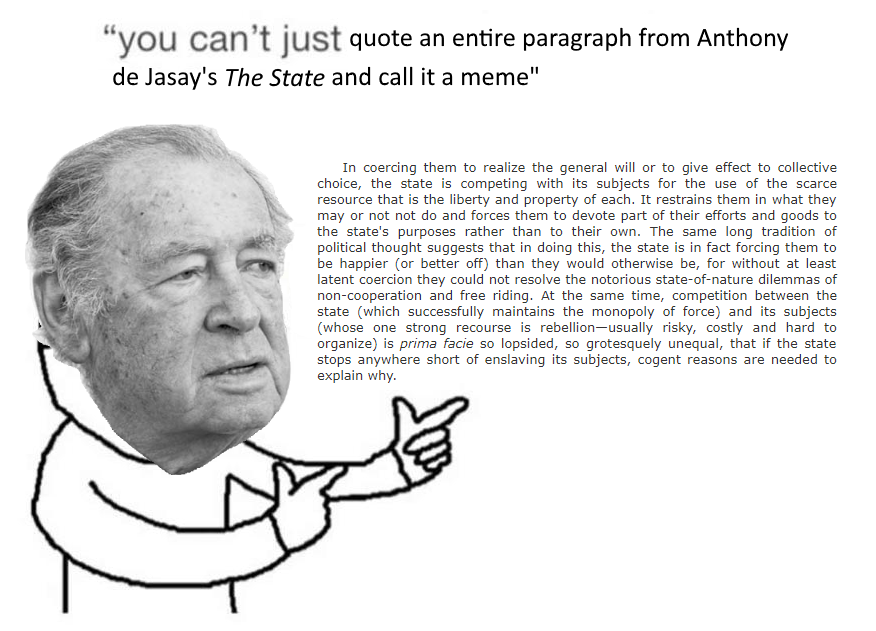 “you can’t just quote an entire paragraph from Anthony
de Jasay's The State and call it a meme"
In coercing them to realize the general will or to give effect to collective
choice, the state is competing with its subjects for the use of the scarce
resource that is the liberty and property of each. It restrains them in what they
may or not not do and forces them to devote part of their efforts and goods to
the state's purposes rather than to their own. The same long tradition of
political thought suggests that in doing this, the state is in fact forcing them to
be happier (or better off) than they would otherwise be, for without at least
latent coercion they could not resolve the notorious state-of-nature dilemmas of
non-cooperation and free riding. At the same time, competition between the
state (which successfully maintains the monopoly of force) and its subjects
(whose one strong recourse is rebellion—usually risky, costly and hard to
organize) is prima facie so lopsided, so grotesquely unequal, that if the state
stops anywhere short of enslaving its subjects, cogent reasons are needed to
explain why.